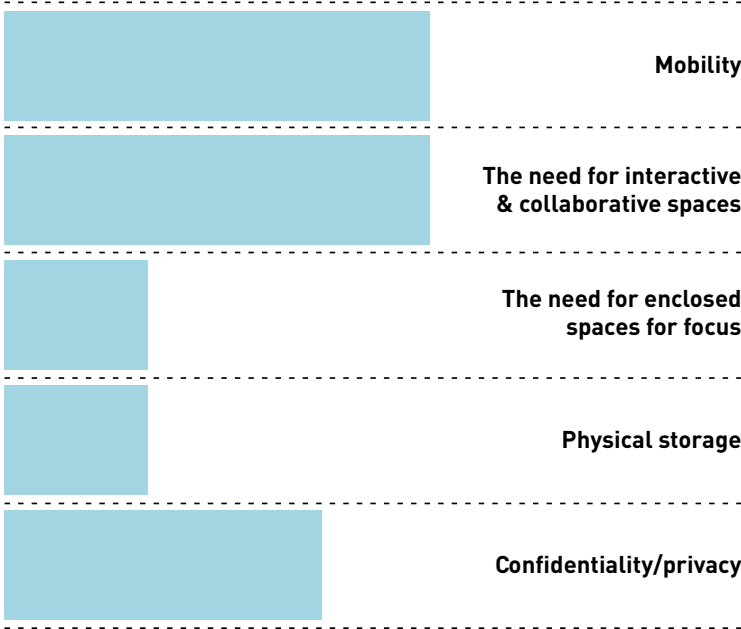 Mobility
The need for interactive
& collaborative spaces
The need for enclosed
spaces for focus
Physical storage
Confidentiality/privacy